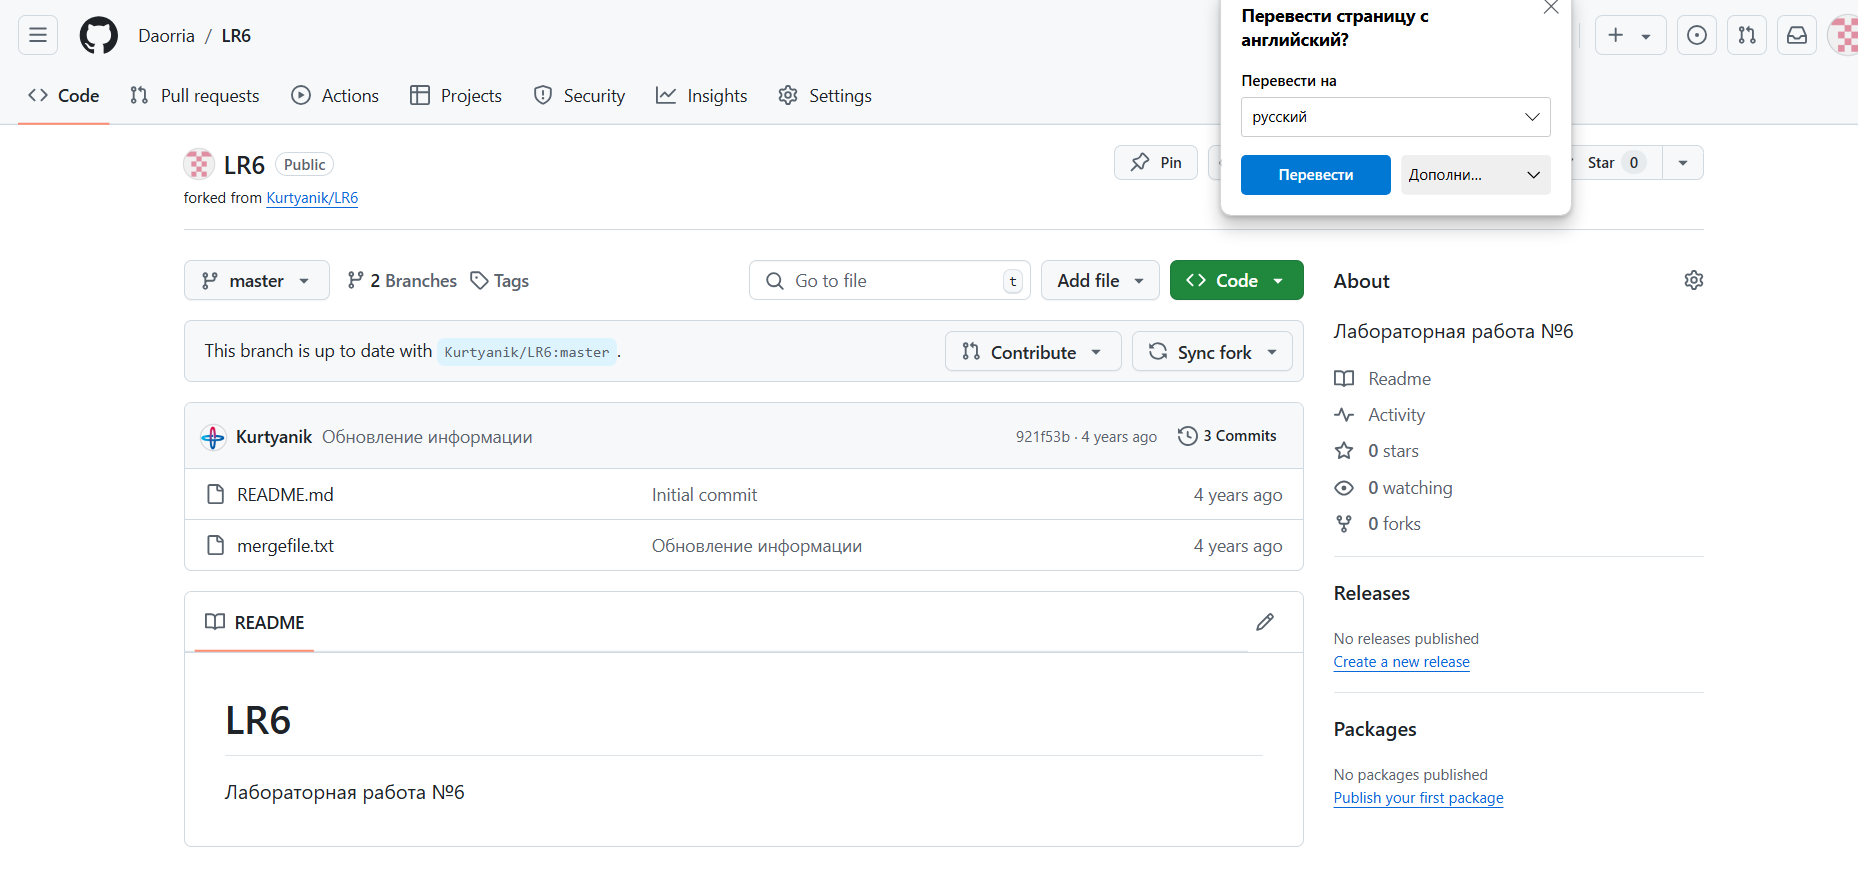 Daorria / LR6
Перевести страницу с
английский?
Перевести на
русский
Перевести
Дополни...
Code
Pull requests
Actions
Projects
Security
Insights
Settings
LR6 Public
forked from Kurtyanik/LR6
Pin
Star 0
master
2 Branches
Tags
Go to file
t
Add file
Code
This branch is up to date with Kurtyanik/LR6:master .
Contribute
Sync fork
Kurtyanik Обновление информации 921f53b · 4 years ago 3 Commits
README.md Initial commit 4 years ago
mergefile.txt Обновление информации 4 years ago
README
LR6
Лабораторная работа №6
About
Лабораторная работа №6
Readme
Activity
0 stars
0 watching
0 forks
Releases
No releases published
Create a new release
Packages
No packages published
Publish your first package